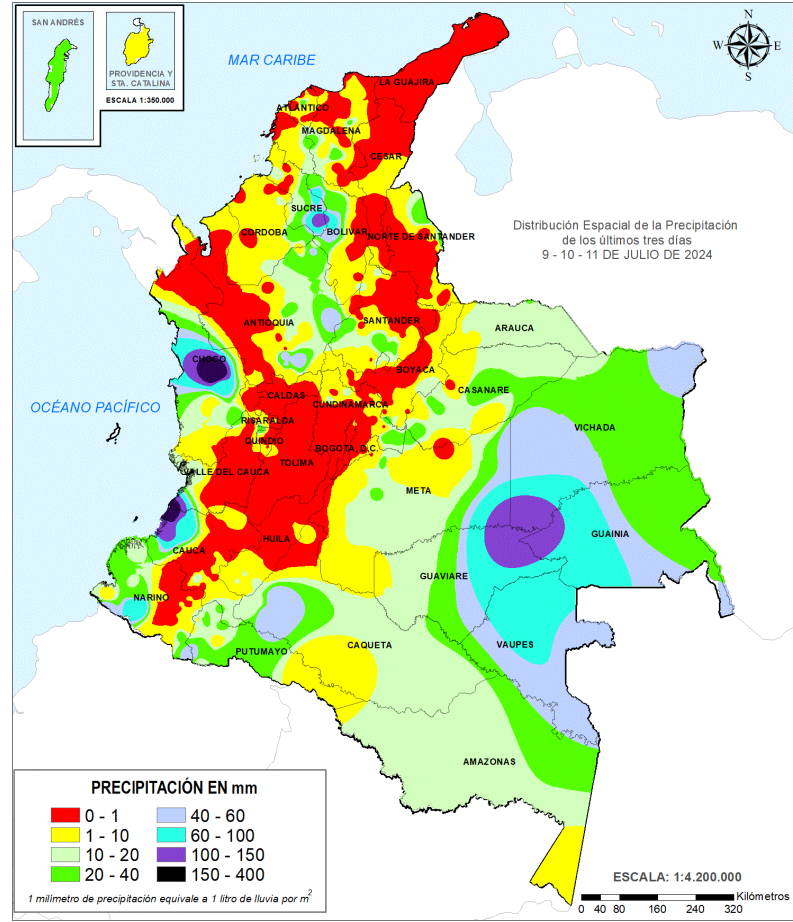 SAN ANDRÉS
PROVIDENCIA Y
STA. CATALINA
ESCALA 1:350.000
MAR CARIBE
N
W
E
S
LA GUAJIRA
ATLANTICO
MAGDALENA
CESAR
SUCRE
CORDOBA
BOLIVAR
NORTE DE SANTANDER
Distribución Espacial de la Precipitación
de los últimos tres días
9 - 10 - 11 DE JULIO DE 2024
ANTIOQUIA
SANTANDER
ARAUCA
CHOCO
BOYACA
CASANARE
OCÉANO PACÍFICO
CALDAS
CUNDINAMARCA
RISARALDA
VICHADA
QUINDIO
BOGOTA, D.C.
TOLIMA
VALLE DEL CAUCA
META
GUAINIA
HUILA
CAUCA
GUAVIARE
NARIÑO
CAQUETA
VAUPES
PUTUMAYO
AMAZONAS
PRECIPITACIÓN EN mm
0 - 1
40 - 60
1 - 10
60 - 100
10 - 20
100 - 150
20 - 40
150 - 400
1 milímetro de precipitación equivale a 1 litro de lluvia por m2
ESCALA: 1:4.200.000
Kilómetros
0 40 80 160 240 320